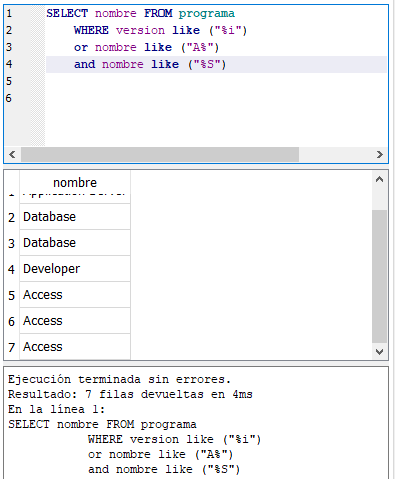 1 SELECT nombre FROM programa
2 WHERE version like ("%i")
3 or nombre like ("A%")
4 and nombre like ("%S")
5
6
nombre
1 Application Server
2 Database
3 Database
4 Developer
5 Access
6 Access
7 Access
Ejecución terminada sin errores.
Resultado: 7 filas devueltas en 4ms
En la línea 1:
SELECT nombre FROM programa
WHERE version like ("%i")
or nombre like ("A%")
and nombre like ("%S")